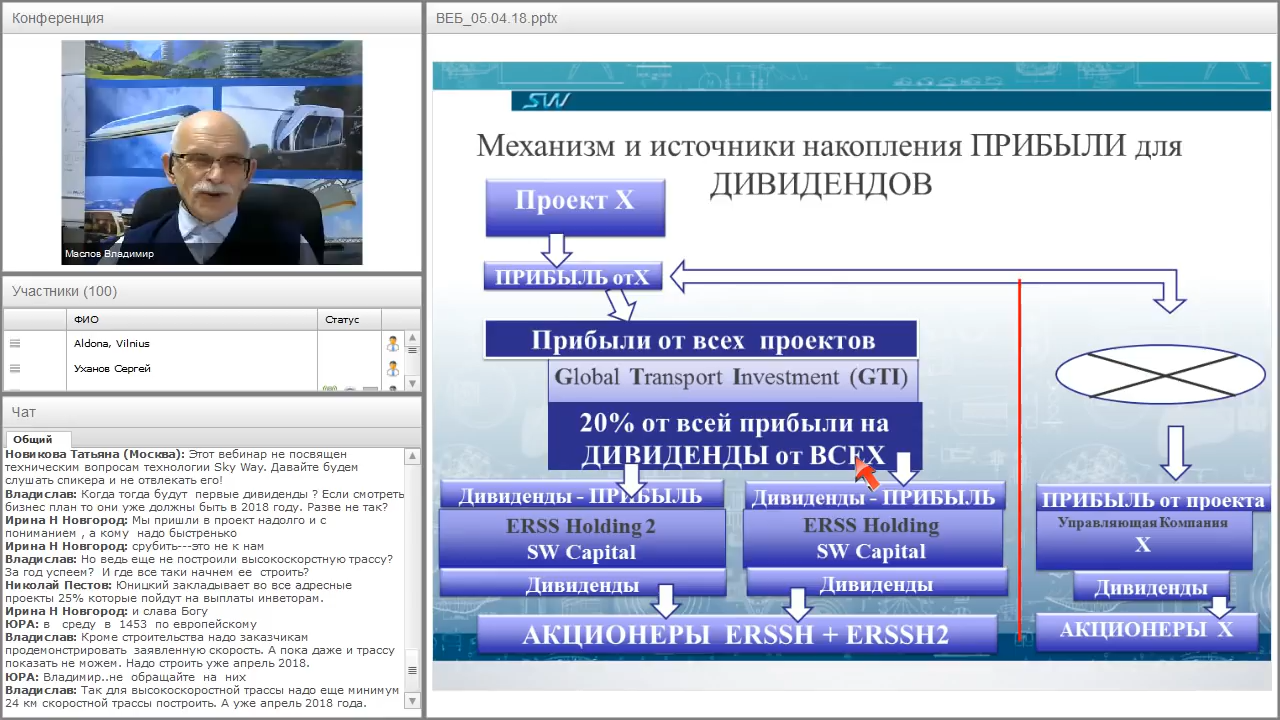 Конференция
Маслов Владимир
Участники (100)
ФИО
Статус
Aldona, Vilnius
Уханов Сергей
Чат
Общий
Новикова Татьяна (Москва): Этот вебинар не посвящен
техническим вопросам технологии Sky Way. Давайте будем
слушать спикера и не отвлекать его!
Владислав: Когда тогда будут первые дивиденды ? Если смотреть
бизнес план то они уже должны быть в 2018 году. Разве не так?
Ирина Н Новгород: Мы пришли в проект надолго и с
пониманием , а кому надо быстренько
Ирина Н Новгород: срубить---это не к нам
Владислав: Но ведь еще не построили высокоскорстную трассу?
За год успеем? И где все таки начнем ее строить?
Николай Пестов: Юницкий закладывает во все адресные
проекты 25% которые пойдут на выплаты инветорам.
Ирина Н Новгород: и слава Богу
ЮРА: в среду в 1453 по европейскому
Владислав: Кроме строительства надо заказчикам
продемонстрировать заявленную скорость. А пока даже и трассу
показать не можем. Надо строить уже апрель 2018.
ЮРА: Владимир..не обращайте на них
Владислав: Так для высокоскоростной трассы надо еще минимум
24 км скоростной трассы построить. А уже апрель 2018 года.
ВЕБ_05.04.18.pptx
SW
Механизм и источники накопления ПРИБЫЛИ для
ДИВИДЕНДОВ
Проект X
ПРИБЫЛЬ отX
Прибыли от всех проектов
Global Transport Investment (GTI)
20% от всей прибыли на
ДИВИДЕНДЫ от ВСЕХ
Дивиденды - ПРИБЫЛЬ
ERSS Holding 2
SW Capital
Дивиденды
Дивиденды - ПРИБЫЛЬ
ERSS Holding
SW Capital
Дивиденды
АКЦИОНЕРЫ ERSSH + ERSSH2
ПРИБЫЛЬ от проекта
Управляющая Компания
X
Дивиденды
АКЦИОНЕРЫ X